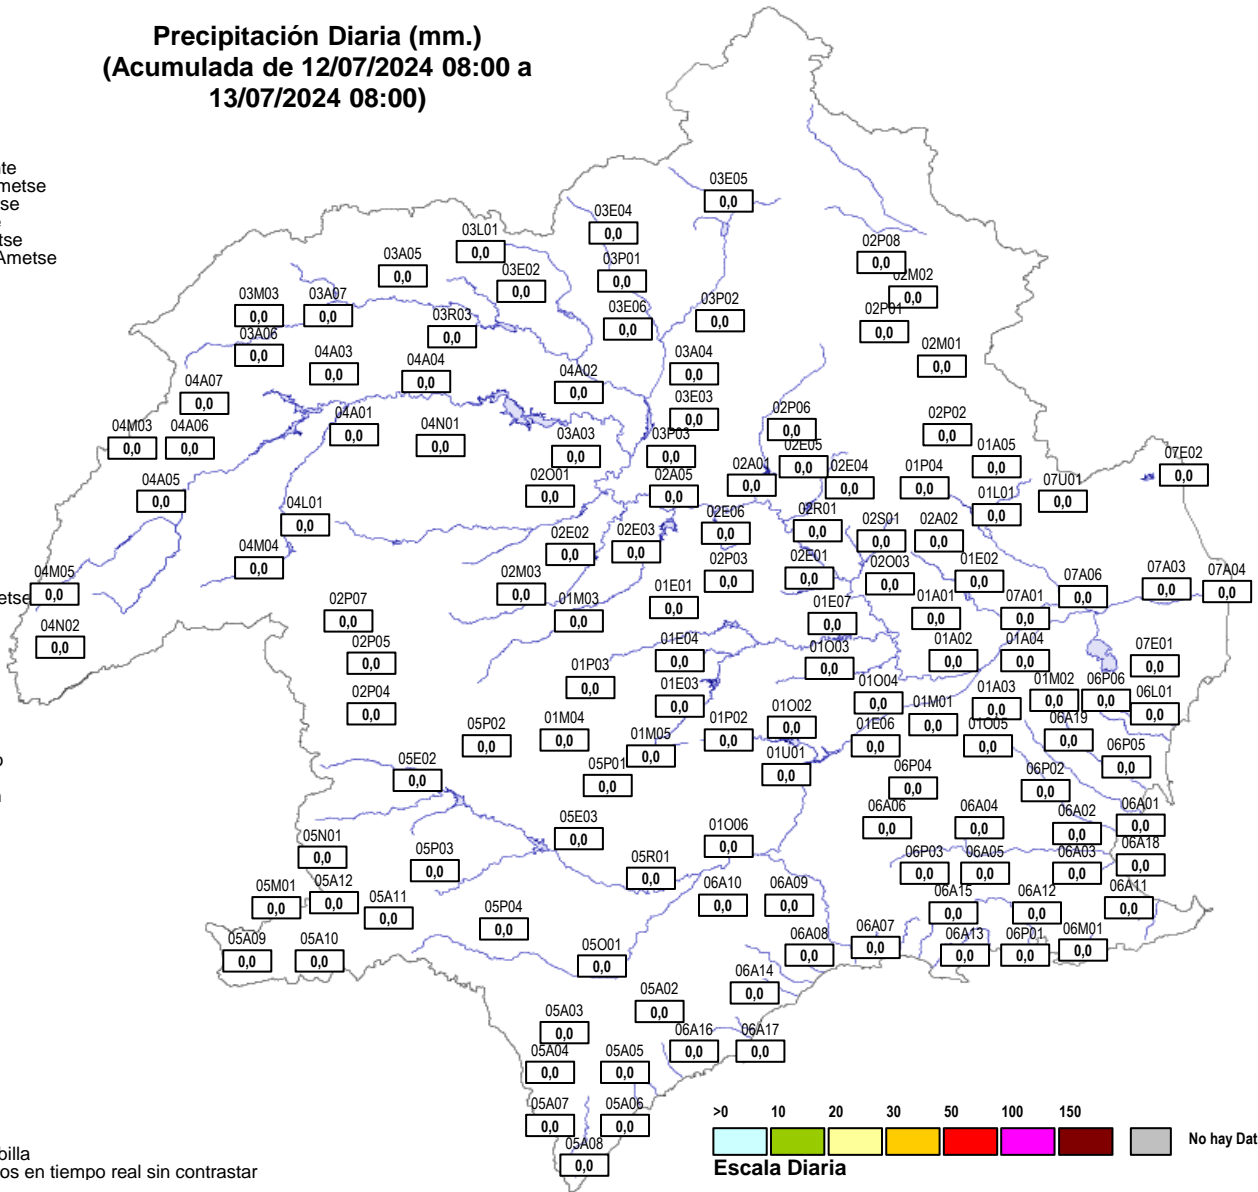 Precipitación Diaria (mm.)
(Acumulada de 12/07/2024 08:00 a
13/07/2024 08:00)
03E05
0,0
03E04
0,0
03L01
0,0
02P08
0,0
03A05
0,0
03P01
0,0
03E02
0,0
02M02
0,0
03M03
0,0
03A07
0,0
03P02
0,0
03E06
0,0
02P01
0,0
03R03
0,0
03A06
0,0
04A03
0,0
04A04
0,0
03A04
0,0
02M01
0,0
04A02
0,0
04A07
0,0
03E03
0,0
04A01
0,0
04N01
0,0
02P06
0,0
02P02
0,0
04M03
0,0
04A06
0,0
03A03
0,0
03P03
0,0
02E05
0,0
01A05
0,0
07E02
0,0
02O01
0,0
02A05
0,0
02A01
0,0
02E04
0,0
01P04
0,0
07U01
0,0
04A05
0,0
01L01
0,0
04L01
0,0
02E06
0,0
02R01
0,0
02S01
0,0
02A02
0,0
02E02
0,0
02E03
0,0
04M04
0,0
02P03
0,0
02E01
0,0
02O03
0,0
01E02
0,0
04M05
0,0
02M03
0,0
07A06
0,0
07A03
0,0
07A04
0,0
02P07
0,0
01M03
0,0
01E01
0,0
01E07
0,0
01A01
0,0
07A01
0,0
04N02
0,0
02P05
0,0
01E04
0,0
01O03
0,0
01A02
0,0
01A04
0,0
07E01
0,0
01P03
0,0
01E03
0,0
01O04
0,0
01M02
0,0
06P06
0,0
02P04
0,0
01A03
0,0
06L01
0,0
01O02
0,0
01M01
0,0
05P02
0,0
01M04
0,0
01P02
0,0
01E06
0,0
01O05
0,0
06A19
0,0
01M05
0,0
01U01
0,0
06P05
0,0
05E02
0,0
05P01
0,0
06P04
0,0
06P02
0,0
05E03
0,0
06A06
0,0
06A04
0,0
06A02
0,0
06A01
0,0
05N01
0,0
01O06
0,0
05P03
0,0
05R01
0,0
06P03
0,0
06A05
0,0
06A03
0,0
06A18
0,0
05M01
0,0
05A12
0,0
05A11
0,0
06A10
0,0
06A09
0,0
06A15
0,0
06A12
0,0
06A11
0,0
05P04
0,0
05A09
0,0
05A10
0,0
05O01
0,0
06A08
0,0
06A07
0,0
06A13
0,0
06P01
0,0
06M01
0,0
06A14
0,0
05A02
0,0
05A03
0,0
06A16
0,0
06A17
0,0
05A04
0,0
05A05
0,0
05A07
0,0
05A06
0,0
05A08
0,0
>0 10 20 30 50 100 150
No hay Dat
Escala Diaria
nte
metse
tse
Ametse
etse
billa
os en tiempo real sin contrastar